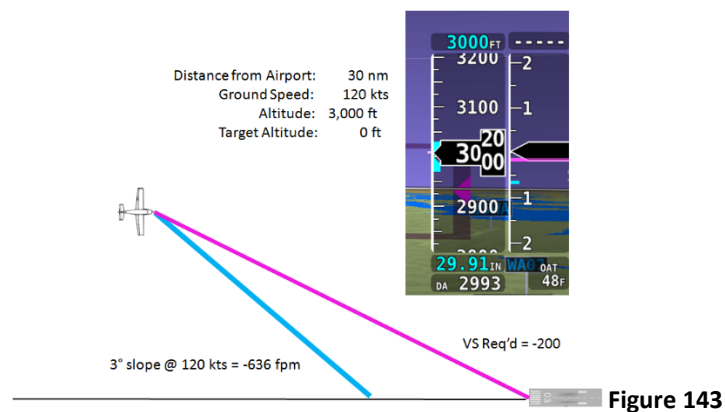 Distance from Airport: 30 nm
Ground Speed: 120 kts
Altitude: 3,000 ft
Target Altitude: 0 ft
3000FT -----
3200 2
3100 1
20
30 00
2900 1
2
29.91IN WA07 OAT
DA 2993 48F
VS Req'd = -200
3° slope @ 120 kts = -636 fpm
03
Figure 143